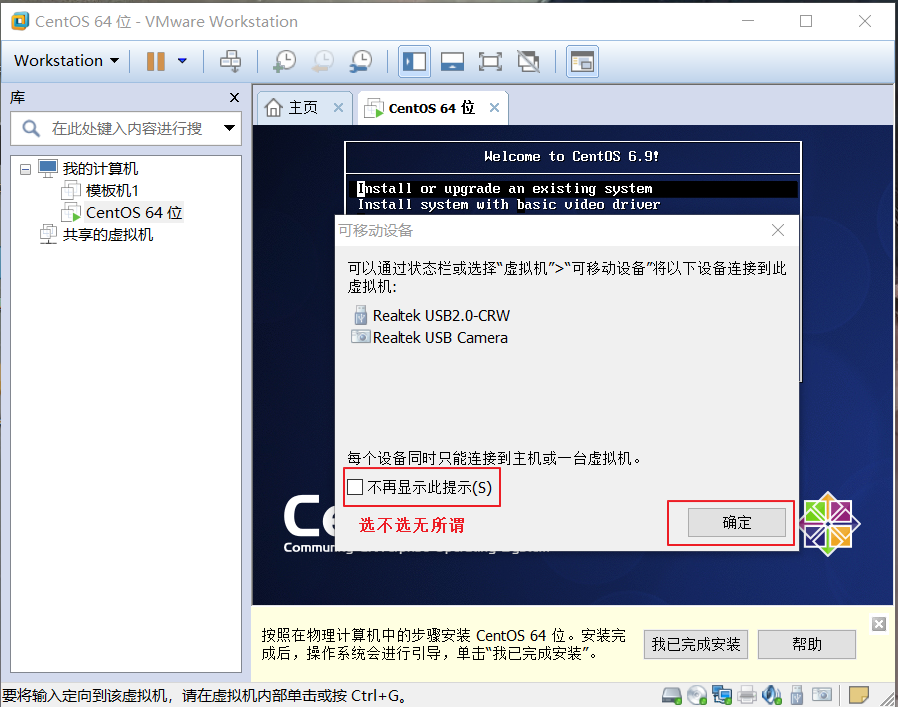 CentOS 64 位 - VMware Workstation
Workstation
库
在此处键入内容进行搜
我的计算机
模板机1
CentOS 64 位
共享的虚拟机
主页
CentOS 64 位
Welcome to CentOS 6.9!
Install or upgrade an existing system
Install system with basic video driver
可移动设备
可以通过状态栏或选择“虚拟机”>“可移动设备”将以下设备连接到此
虚拟机:
Realtek USB2.0-CRW
Realtek USB Camera
每个设备同时只能连接到主机或一台虚拟机。
不再显示此提示(S)
选不选无所谓
确定
按照在物理计算机中的步骤安装 CentOS 64 位。安装完
成后，操作系统会进行引导，单击“我已完成安装”。
我已完成安装
帮助
要将输入定向到该虚拟机，请在虚拟机内部单击或按 Ctrl+G。